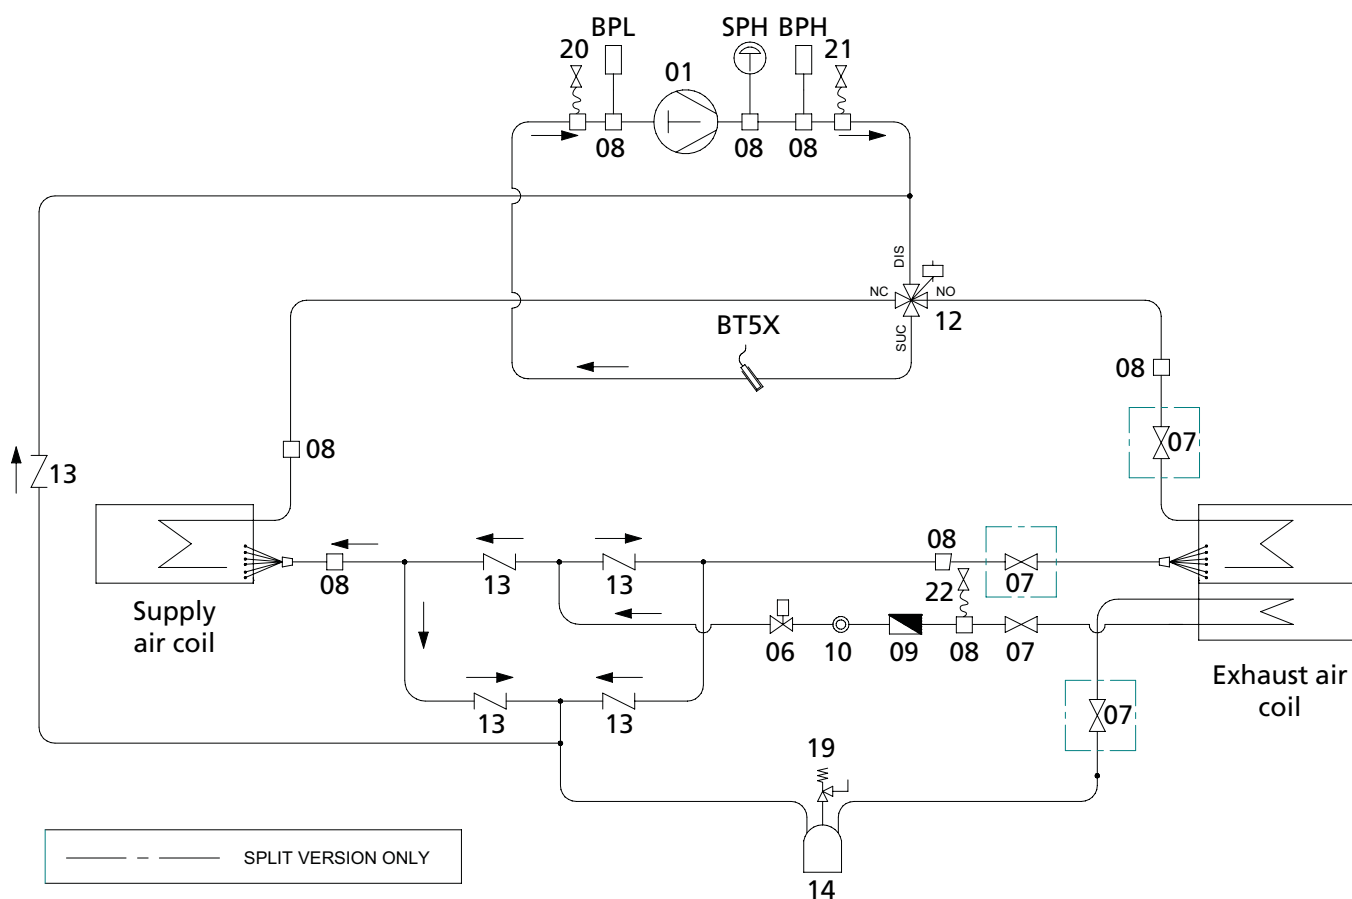 BPL
SPH
BPH
20
21
01
08
08
08
DIS
NC
NO
12
SUC
BT5X
08
08
07
13
08
13
13
08
07
22
Supply
air coil
06
10
09
08
07
Exhaust air
coil
13
13
07
19
SPLIT VERSION ONLY
14